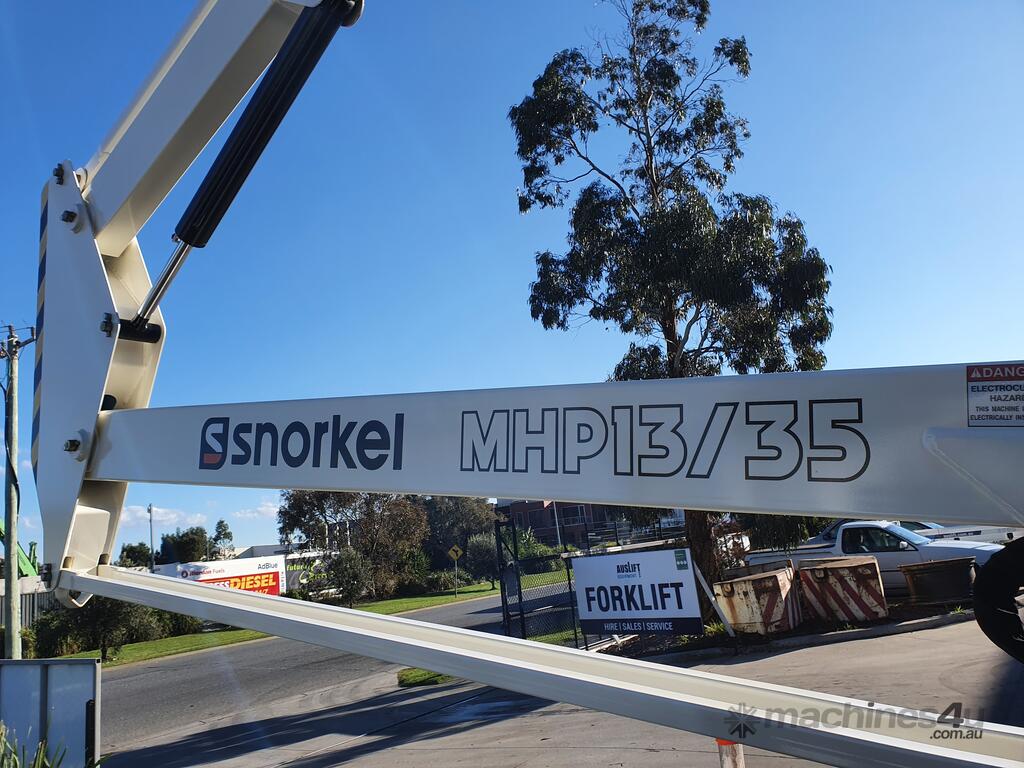 snorkel MHP13/35
DANG
ELECTROCU
HAZAR
THIS MACHINE
ELECTRICALLY
AdBlue
DIESEL
AUSLIFT
EQUIPMENT
FORKLIFT
HIRE | SALES | SERVICE
machines4u
.com.au